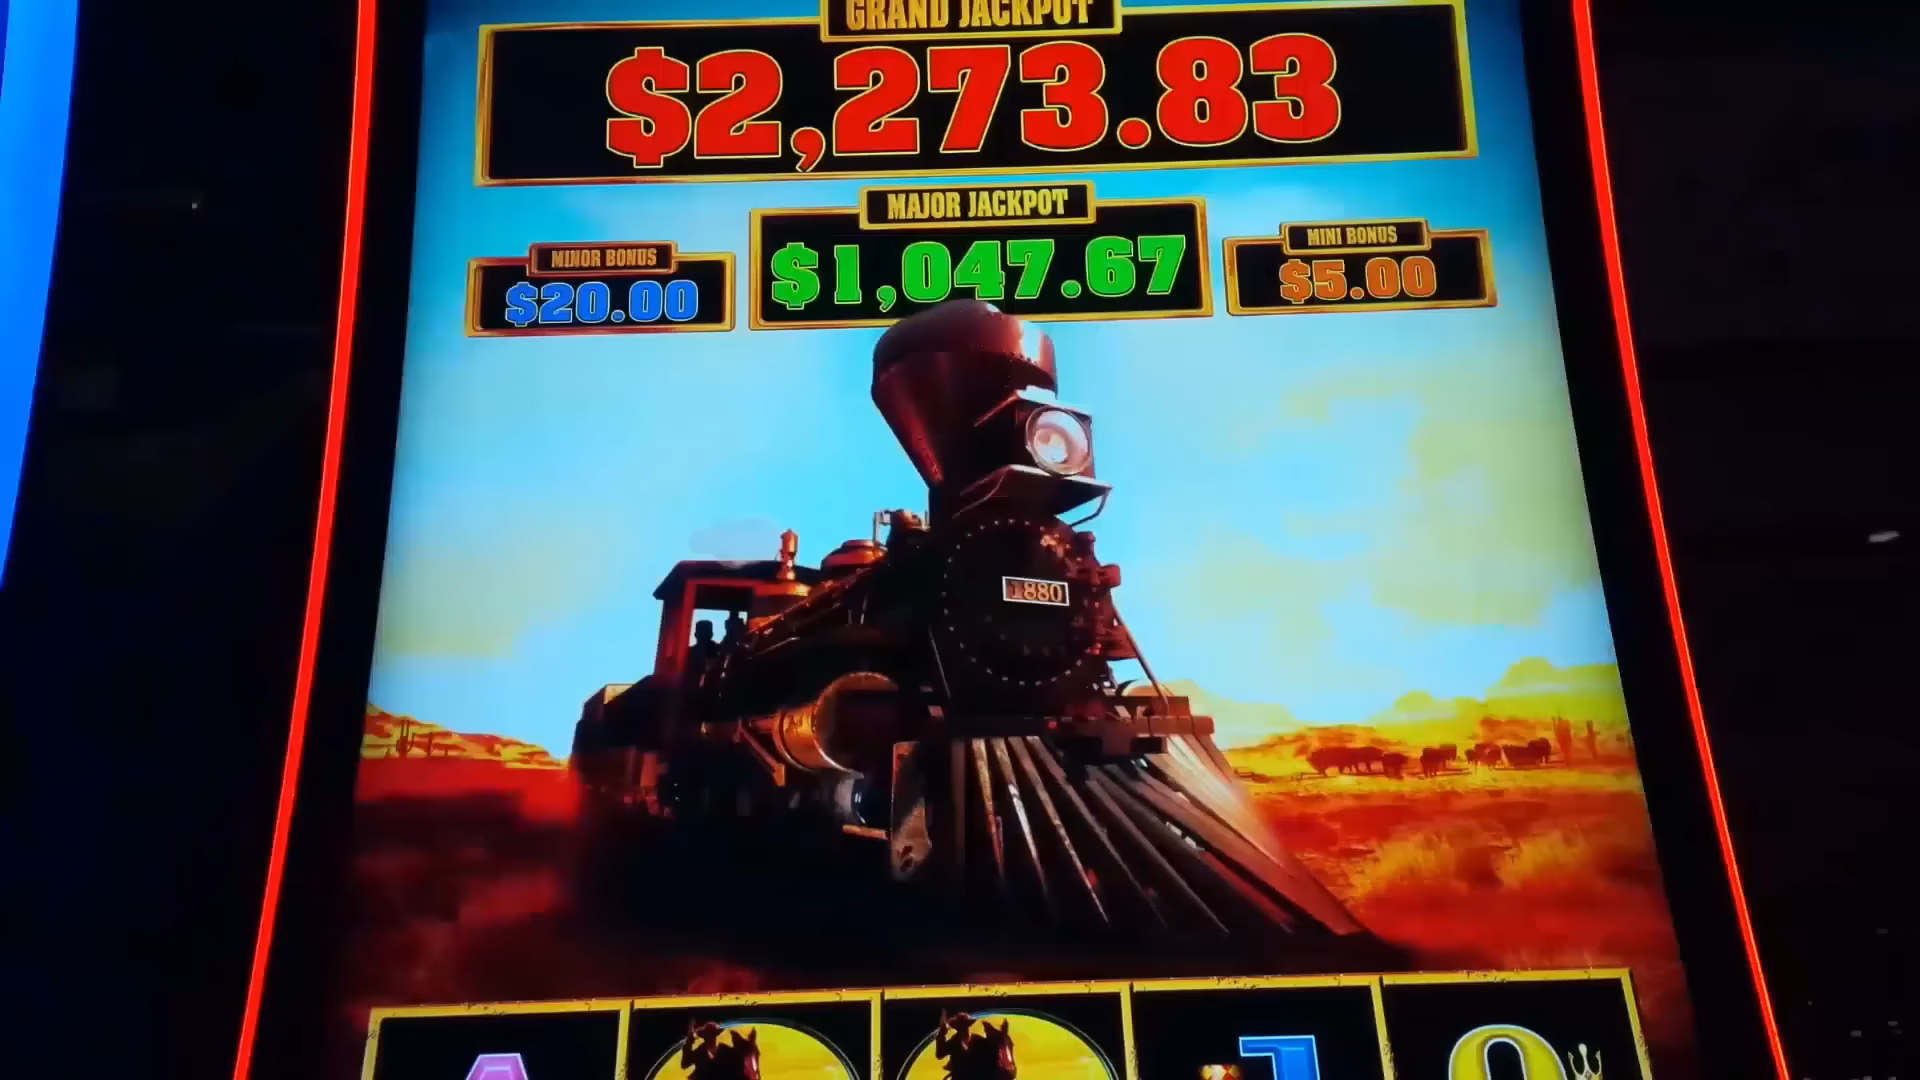 GRAND JACKPOT
$2,273.83
MAJOR JACKPOT
$1,047.67
MINOR BONUS
$20.00
MINI BONUS
$5.00
1880
A
J
Q